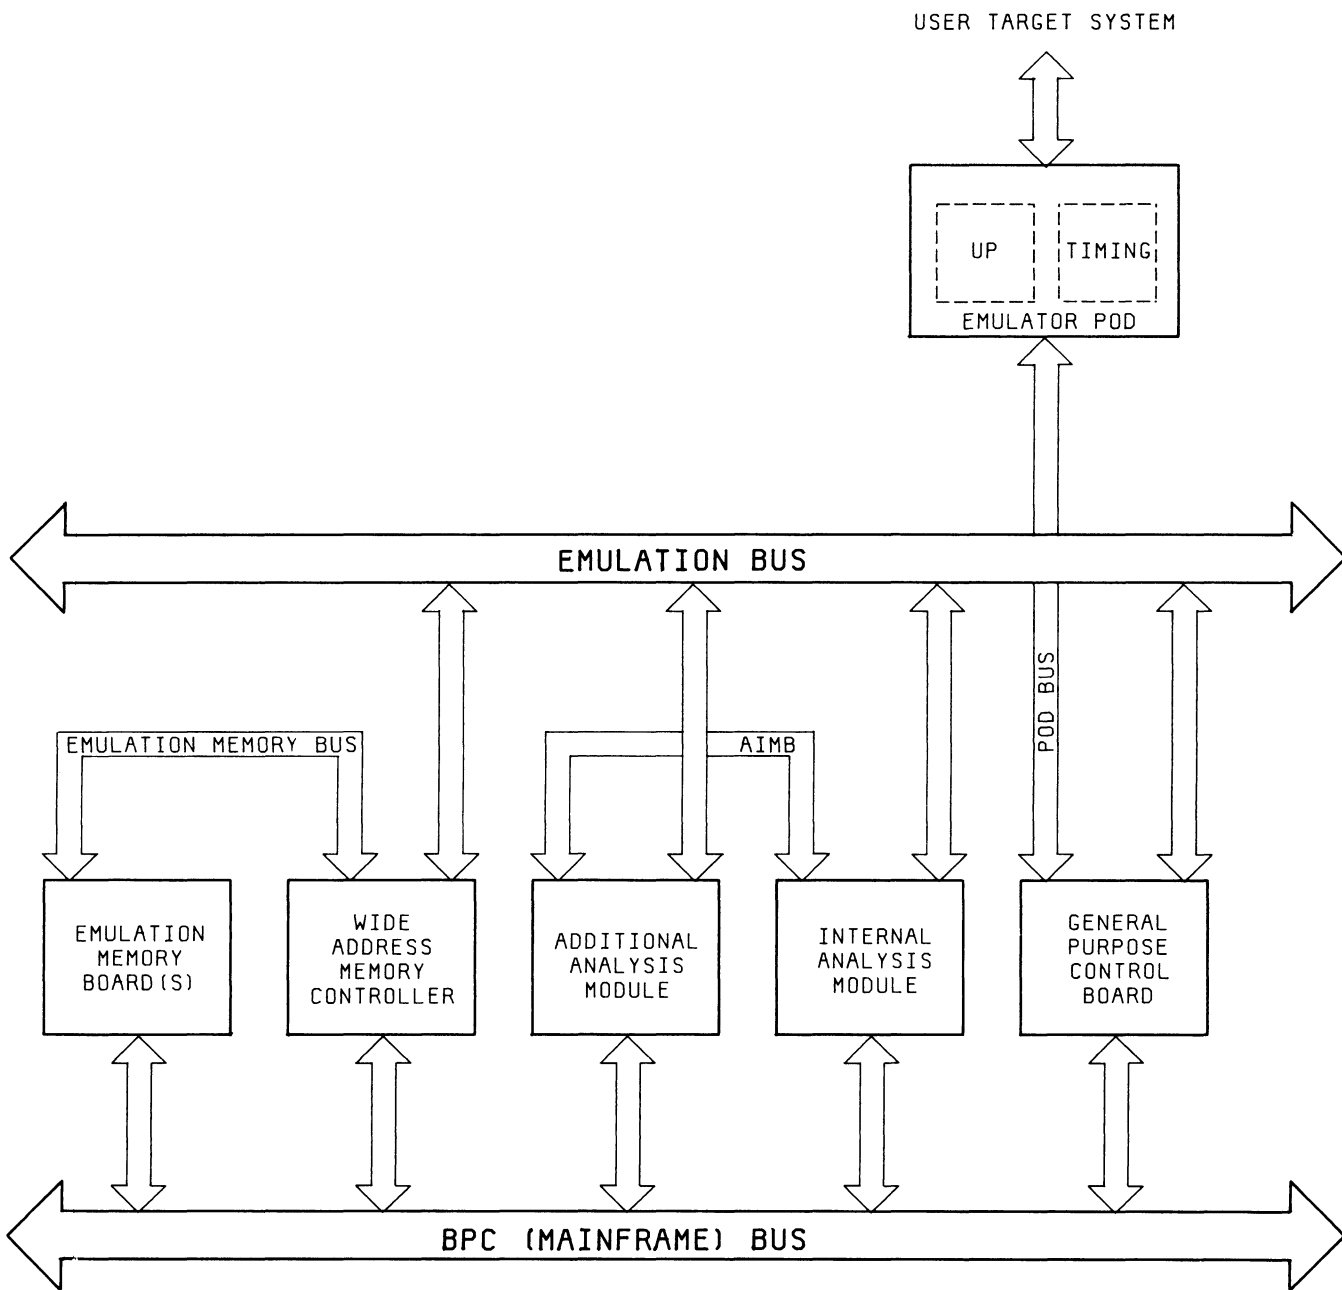 USER TARGET SYSTEM
UP
TIMING
EMULATOR POD
EMULATION BUS
POD BUS
EMULATION MEMORY BUS
AIMB
EMULATION
MEMORY
BOARD(S)
WIDE
ADDRESS
MEMORY
CONTROLLER
ADDITIONAL
ANALYSIS
MODULE
INTERNAL
ANALYSIS
MODULE
GENERAL
PURPOSE
CONTROL
BOARD
BPC (MAINFRAME) BUS